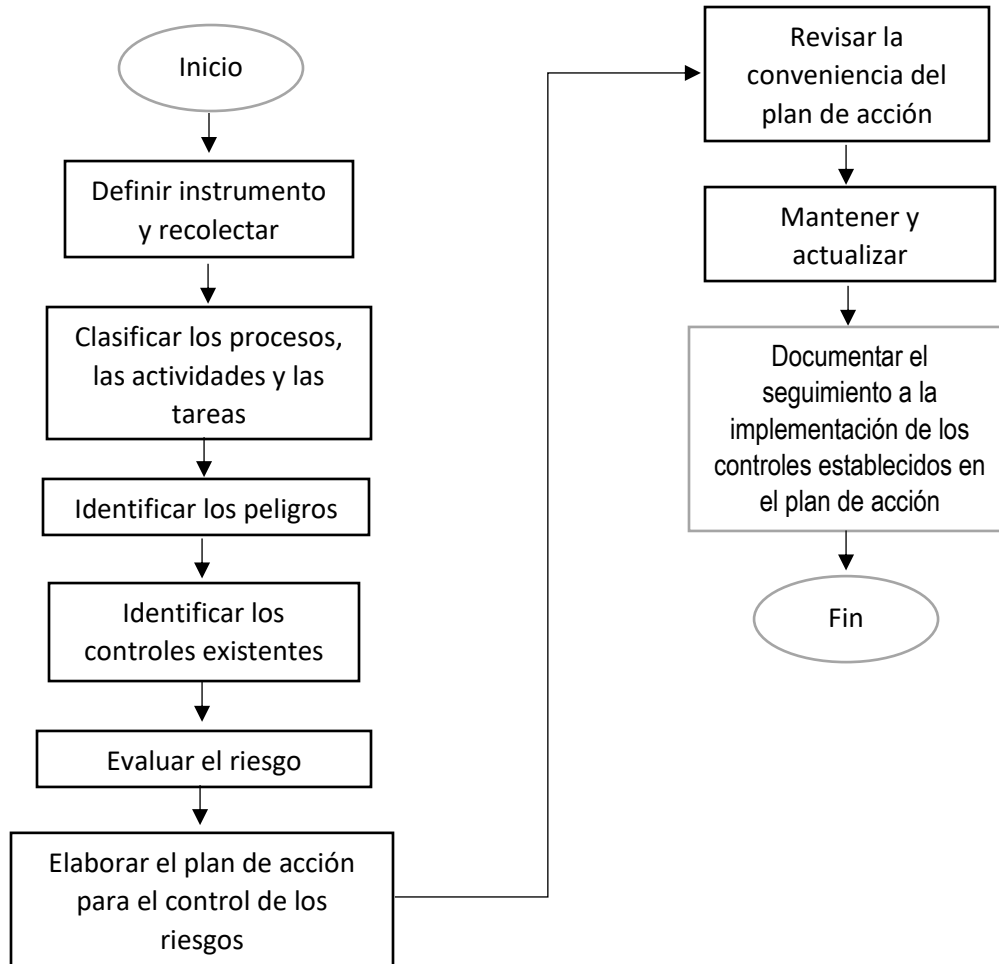 Inicio
Definir instrumento
y recolectar
Clasificar los procesos,
las actividades y las
tareas
Identificar los peligros
Identificar los
controles existentes
Evaluar el riesgo
Elaborar el plan de acción
para el control de los
riesgos
Revisar la
conveniencia del
plan de acción
Mantener y
actualizar
Documentar el
seguimiento a la
implementación de los
controles establecidos en
el plan de acción
Fin